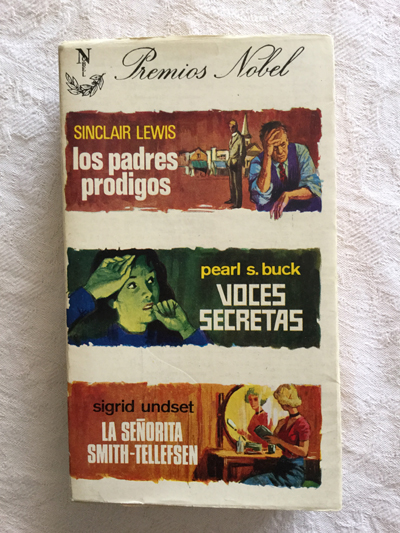 N
Premios Nobel
SINCLAIR LEWIS
los padres
prodigos
pearl s. buck
VOCES
SECRETAS
sigrid undset
LA SEÑORITA
SMITH-TELLEFSEN